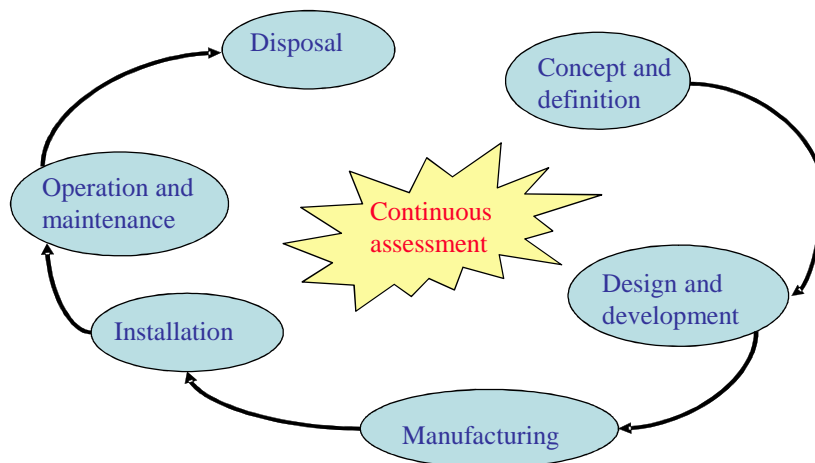 Disposal
Concept and
definition
Operation and
maintenance
Continuous
assessment
Design and
development
Installation
Manufacturing